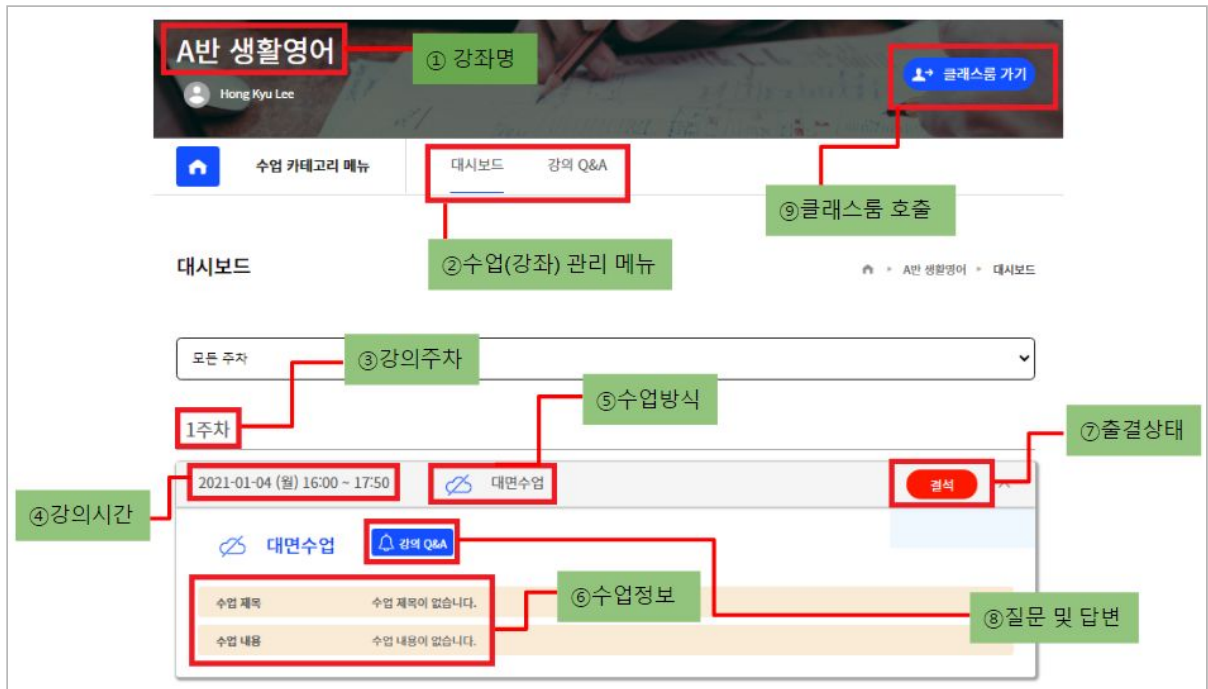 A반 생활영어
① 강좌명
Hong Kyu Lee
클래스룸 가기
수업 카테고리 메뉴
대시보드
강의 Q&A
⑨클래스룸 호출
대시보드
②수업(강좌) 관리 메뉴
A반 생활영어
대시보드
모든 주차
③강의주차
⑤수업방식
1주차
⑦출결상태
2021-01-04 (월) 16:00 ~ 17:50
대면수업
결석
④강의시간
대면수업
강의 Q&A
수업 제목
수업 제목이 없습니다.
⑥수업정보
⑧질문 및 답변
수업 내용
수업 내용이 없습니다.